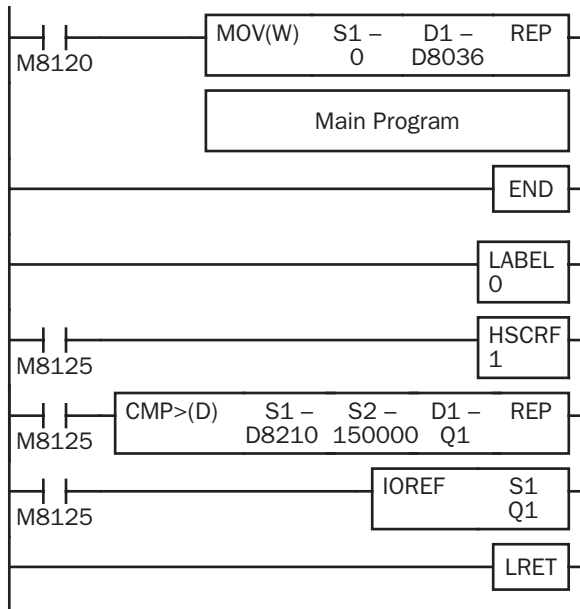 MOV(W) S1 – D1 – REP
0 D8036
M8120
Main Program
END
LABEL
0
HSCRF
1
M8125
CMP>(D) S1 – S2 – D1 – REP
D8210 150000 Q1
M8125
IOREF S1
Q1
M8125
LRET